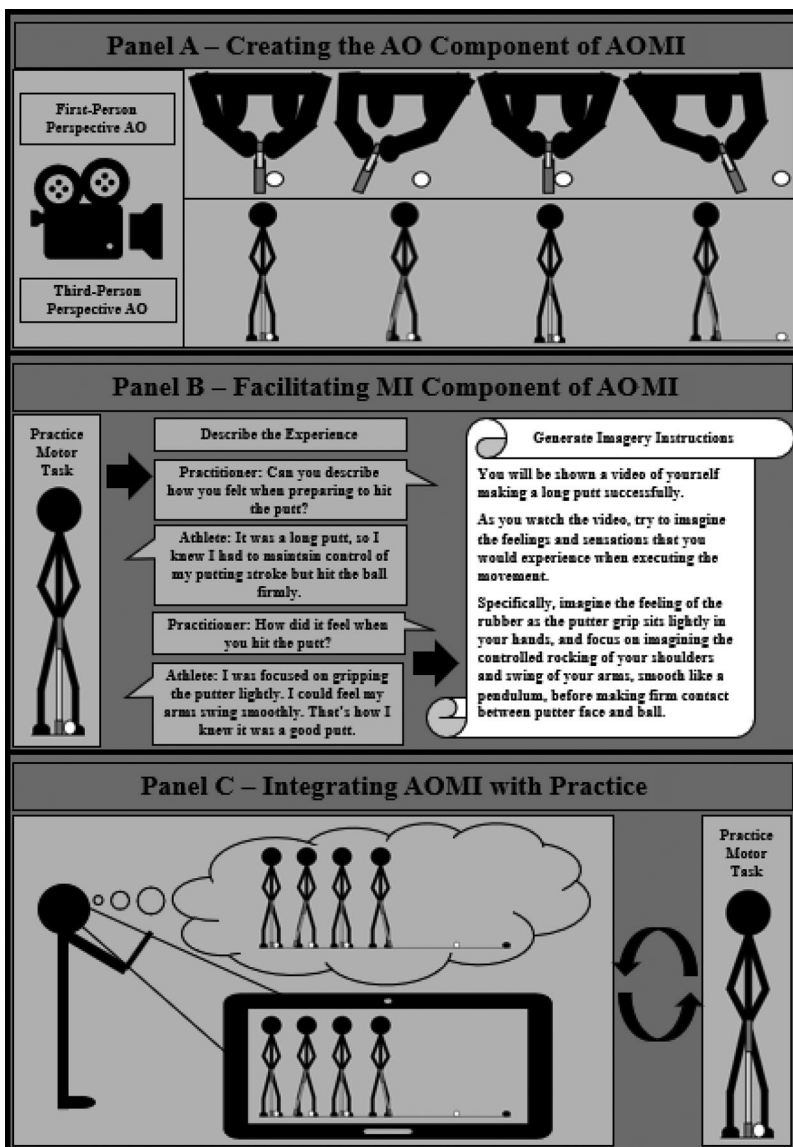 Panel A – Creating the AO Component of AOMI
First-Person
Perspective AO
Third-Person
Perspective AO
Panel B – Facilitating MI Component of AOMI
Practice
Motor
Task
Describe the Experience
Practitioner: Can you describe
how you felt when preparing to hit
the putt?
Athlete: It was a long putt, so I
knew I had to maintain control of
my putting stroke but hit the ball
firmly.
Practitioner: How did it feel when
you hit the putt?
Athlete: I was focused on gripping
the putter lightly. I could feel my
arms swing smoothly. That's how I
knew it was a good putt.
Generate Imagery Instructions
You will be shown a video of yourself
making a long putt successfully.
As you watch the video, try to imagine
the feelings and sensations that you
would experience when executing the
movement.
Specifically, imagine the feeling of the
rubber as the putter grip sits lightly in
your hands, and focus on imagining the
controlled rocking of your shoulders
and swing of your arms, smooth like a
pendulum, before making firm contact
between putter face and ball.
Panel C – Integrating AOMI with Practice
Practice
Motor
Task